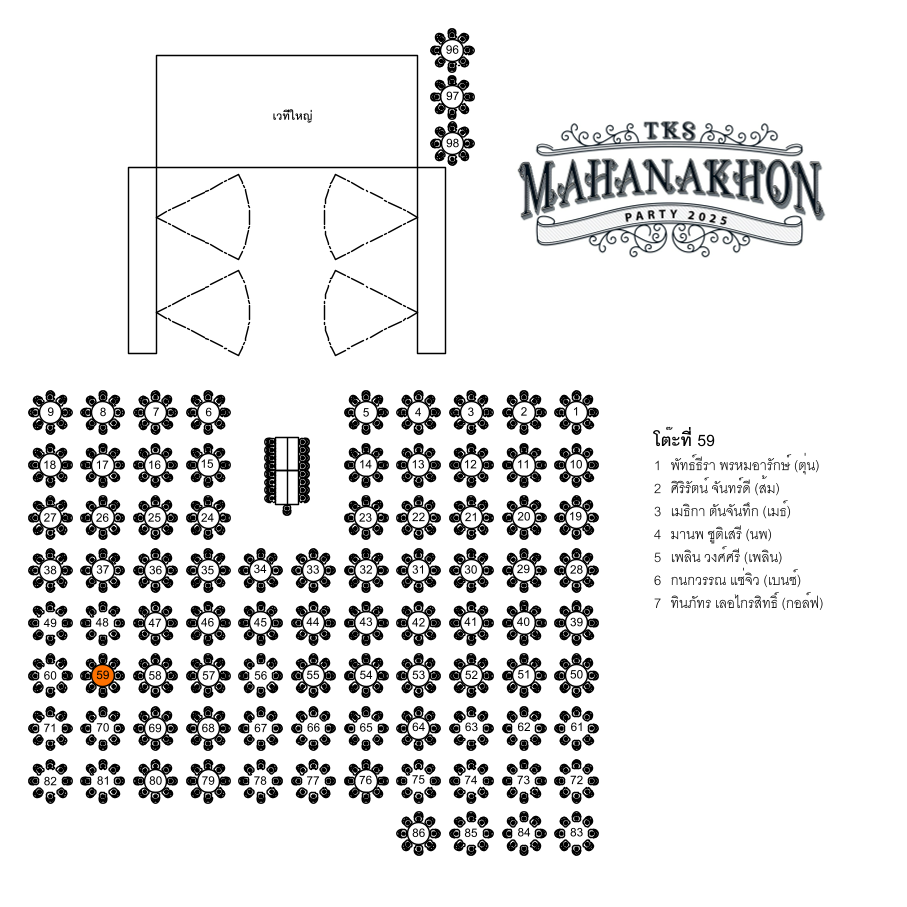 96
97
เวทีใหญ่
98
TKS
MAHANAKHON
PARTY 2025
9 8 7 6 5 4 3 2 1
18 17 16 15 14 13 12 11 10
27 26 25 24 23 22 21 20 19
38 37 36 35 34 33 32 31 30 29 28
49 48 47 46 45 44 43 42 41 40 39
60 59 58 57 56 55 54 53 52 51 50
71 70 69 68 67 66 65 64 63 62 61
82 81 80 79 78 77 76 75 74 73 72
86 85 84 83
โต๊ะที่ 59
1 พัทธ์ธีรา พรหมอารักษ์ (ตุ่น)
2 ศิริรัตน์ จันทร์ดี (ส้ม)
3 เมธิกา ตันจันทึก (เมธ์)
4 มานพ ชูติเสรี (นพ)
5 เพลิน วงศ์ศรี (เพลิน)
6 กนกวรรณ แซ่จิว (เบนซ์)
7 ทินภัทร เลอไกรสิทธิ์ (กอล์ฟ)